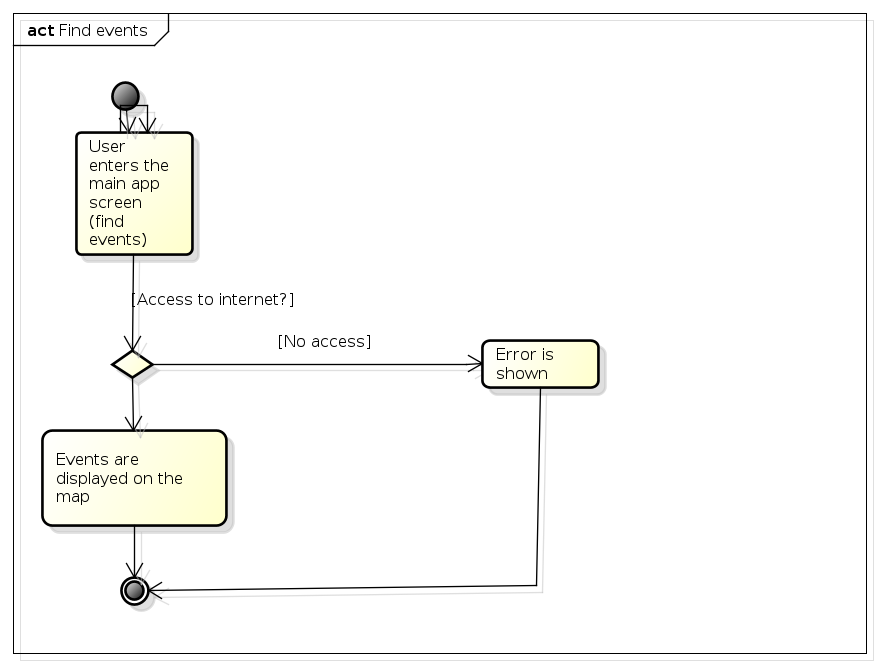 act Find events
User
enters the
main app
screen
(find
events)
[Access to internet?]
[No access]
Error is
shown
Events are
displayed on the
map